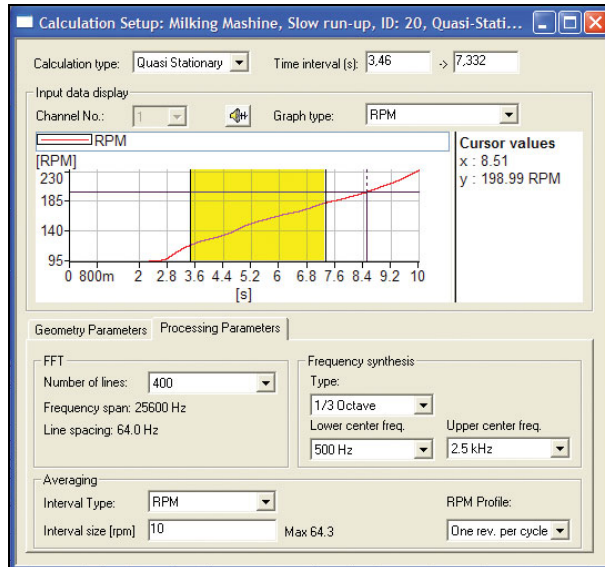 Calculation Setup: Milking Mashine, Slow run-up, ID: 20, Quasi-Stati...
Calculation type: Quasi Stationary Time interval (s): 3,46 -> 7,332
Input data display
Channel No.: 1 Graph type: RPM
RPM
[RPM]
230
185
140
95
0 800m 2 2.8 3.6 4.4 5.2 6 6.8 7.6 8.4 9.2 10
[s]
Cursor values
x : 8.51
y : 198.99 RPM
Geometry Parameters Processing Parameters
FFT
Number of lines: 400
Frequency span: 25600 Hz
Line spacing: 64.0 Hz
Frequency synthesis
Type:
1/3 Octave
Lower center freq. Upper center freq.
500 Hz 2.5 kHz
Averaging
Interval Type: RPM RPM Profile:
Interval size [rpm] 10 Max 64.3 One rev. per cycle